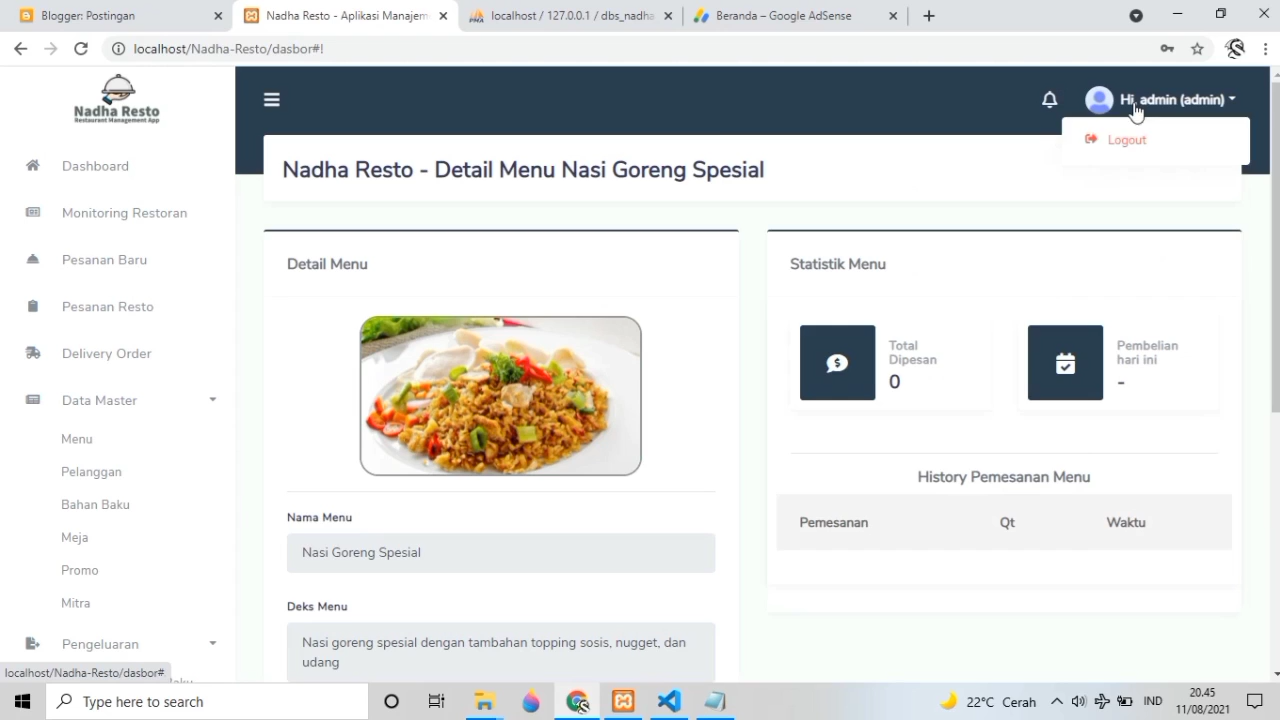 Blogger: Postingan
Nadha Resto - Aplikasi Manajem
localhost / 127.0.0.1 / dbs_nadha
Beranda – Google AdSense
localhost/Nadha-Resto/dasbor#!
Nadha Resto
Restaurant Management App
Hi, admin (admin)
Logout
Dashboard
Monitoring Restoran
Pesanan Baru
Pesanan Resto
Delivery Order
Data Master
Menu
Pelanggan
Bahan Baku
Meja
Promo
Mitra
Pengeluaran
Nadha Resto - Detail Menu Nasi Goreng Spesial
Detail Menu
Nama Menu
Nasi Goreng Spesial
Deks Menu
Nasi goreng spesial dengan tambahan topping sosis, nugget, dan
udang
Statistik Menu
Total
Dipesan
0
Pembelian
hari ini
-
History Pemesanan Menu
Pemesanan Qt Waktu
localhost/Nadha-Resto/dasbor#
Type here to search
22°C Cerah
IND
20.45
11/08/2021